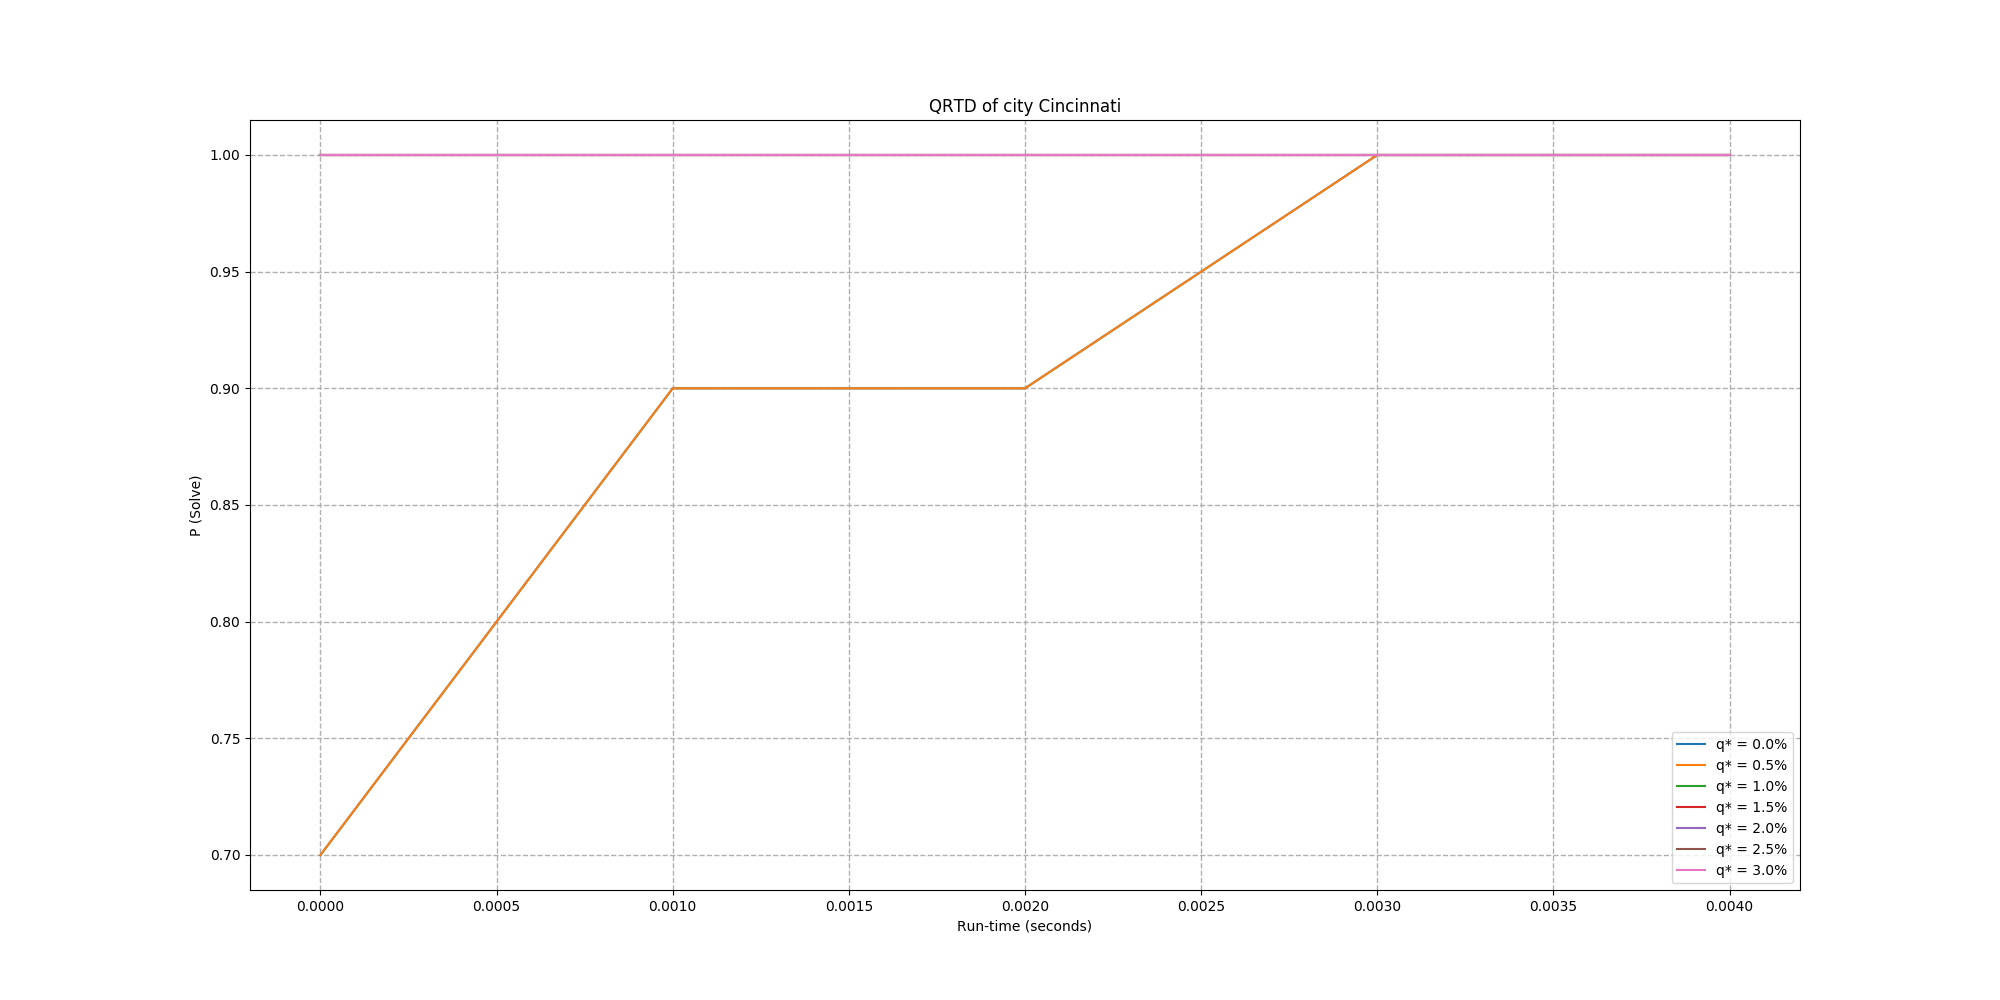 QRTD of city Cincinnati
1.00
0.95
0.90
0.85
0.80
0.75
0.70
P (Solve)
q* = 0.0%
q* = 0.5%
q* = 1.0%
q* = 1.5%
q* = 2.0%
q* = 2.5%
q* = 3.0%
0.0000 0.0005 0.0010 0.0015 0.0020 0.0025 0.0030 0.0035 0.0040
Run-time (seconds)